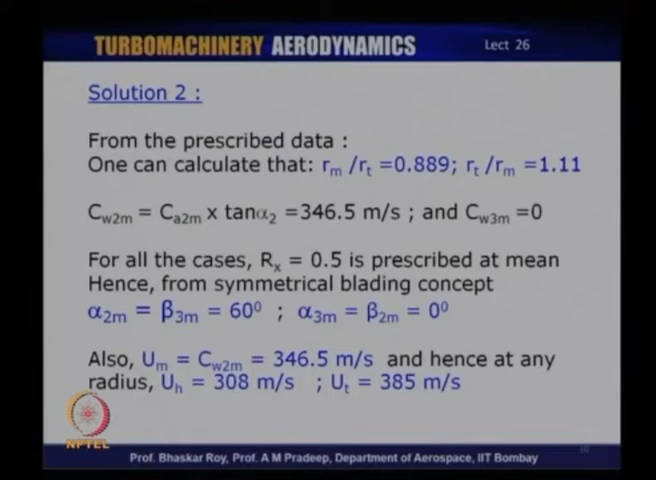 TURBOMACHINERY AERODYNAMICS Lect 26
Solution 2 :
From the prescribed data :
One can calculate that: rm /rt =0.889; rt /rm =1.11
Cw2m = Ca2m x tanα2 =346.5 m/s ; and Cw3m =0
For all the cases, Rx = 0.5 is prescribed at mean
Hence, from symmetrical blading concept
α2m = β3m = 60⁰ ; α3m = β2m = 0⁰
Also, Um = Cw2m = 346.5 m/s and hence at any
radius, Uh = 308 m/s ; Ut = 385 m/s
NPTEL
Prof. Bhaskar Roy, Prof. A M Pradeep, Department of Aerospace, IIT Bombay